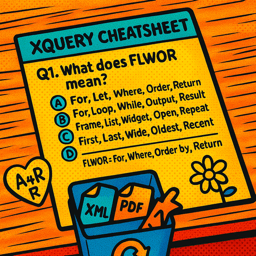 XQUERY CHEATSHEET
Q1. What does FLWOR
mean?
A For, Let, Where, Order, Return
B For, Loop, While, Output, Result
C Frame, List, Widget, Open, Repeat
D First, Last, Wide, Oldest, Recent
FLWOR = For, Where, Order by, Return
A4R
R
XML
PDF